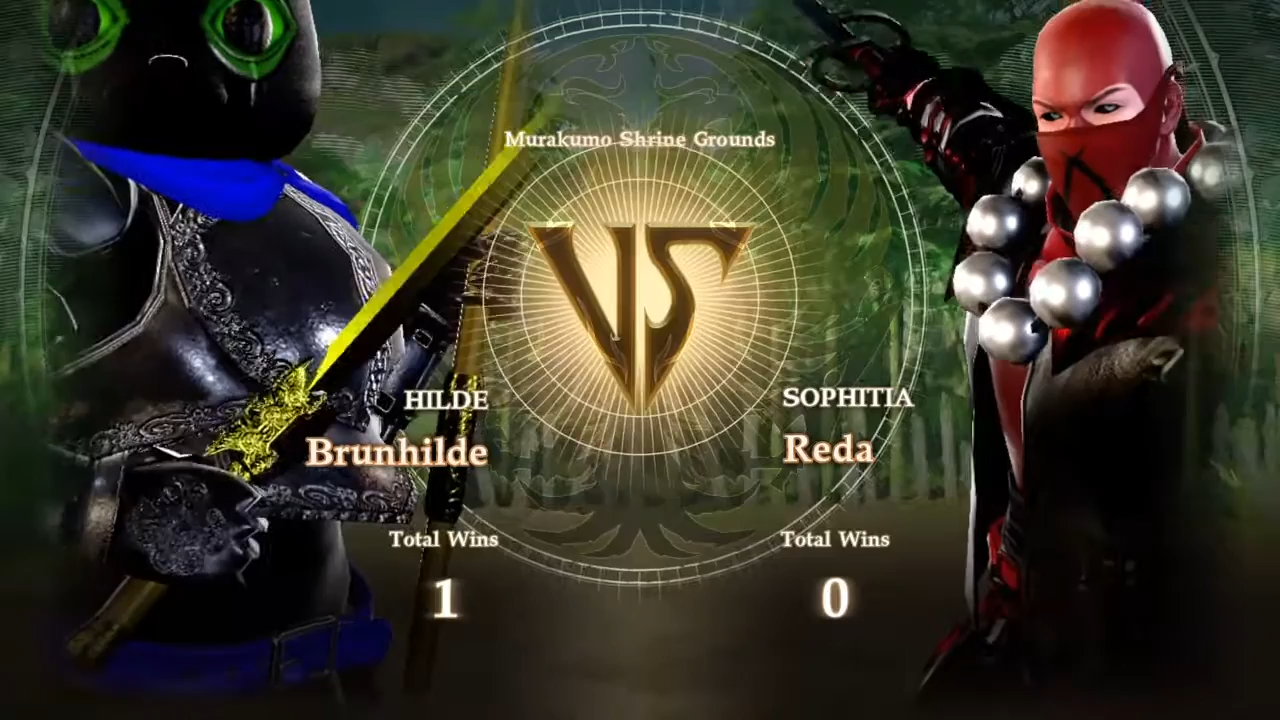 Murakumo Shrine Grounds
VS
HILDE
Brunhilde
Total Wins
1
SOPHITIA
Reda
Total Wins
0